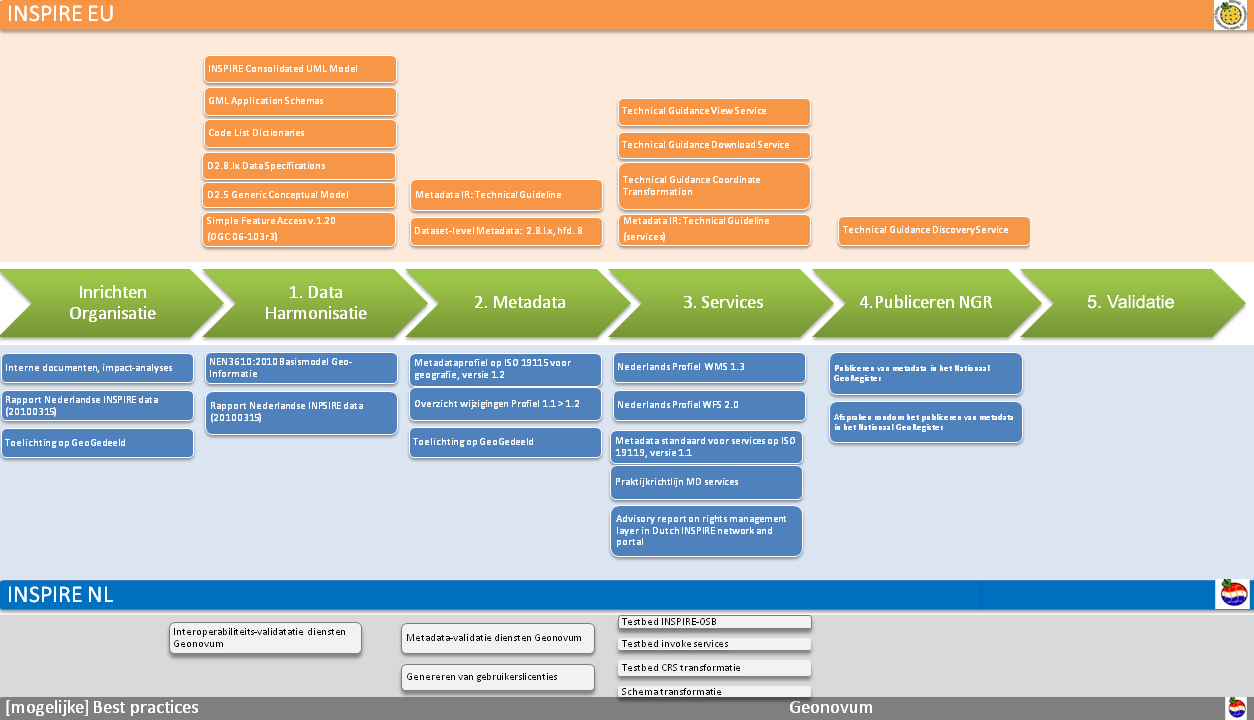 INSPIRE EU
INSPIRE Consolidated UML Model
GML Application Schemas
Code List Dictionaries
D2.8.Ix Data Specifications
D2.5 Generic Conceptual Model
Simple Feature Access v.1.20
(OGC 06-103r3)
Metadata IR: Technical Guideline
Dataset-level Metadata: 2.8.I.x, hfd. 8
Technical Guidance View Service
Technical Guidance Download Service
Technical Guidance Coordinate
Transformation
Metadata IR: Technical Guideline
(services)
Technical Guidance Discovery Service
Inrichten
Organisatie
1. Data
Harmonisatie
2. Metadata
3. Services
4.Publiceren NGR
5. Validatie
Interne documenten, impact-analyses
Rapport Nederlandse INSPIRE data
(20100315)
Toelichting op GeoGedeeld
NEN3610:2010 Basismodel Geo-
Informatie
Rapport Nederlandse INPSIRE data
(20100315)
Metadataprofiel op ISO 19115 voor
geografie, versie 1.2
Overzicht wijzigingen Profiel 1.1 > 1.2
Toelichting op GeoGedeeld
Nederlands Profiel WMS 1.3
Nederlands Profiel WFS 2.0
Metadata standaard voor services op ISO
19119, versie 1.1
Praktijkrichtlijn MD services
Advisory report on rights management
layer in Dutch INSPIRE network and
portal
Publiceren van metadata in het Nationaal
GeoRegister
Afspraken rondom het publiceren van metadata
in het Nationaal GeoRegister
INSPIRE NL
Interoperabiliteits-validatatie diensten
Geonovum
Metadata-validatie diensten Geonovum
Genereren van gebruikerslicenties
Testbed INSPIRE-OSB
Testbed invoke services
Testbed CRS transformatie
Schema transformatie
[mogelijke] Best practices
Geonovum